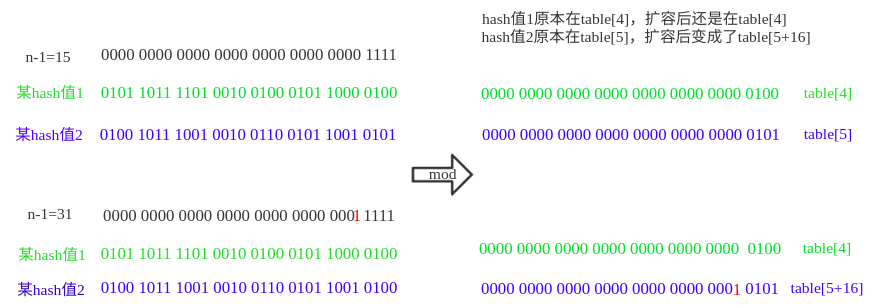 hash值1原本在table[4]，扩容后还是在table[4]
hash值2原本在table[5]，扩容后变成了table[5+16]
n-1=15 0000 0000 0000 0000 0000 0000 0000 1111
某hash值1 0101 1011 1101 0010 0100 0101 1000 0100 0000 0000 0000 0000 0000 0000 0000 0100 table[4]
某hash值2 0100 1011 1001 0010 0110 0101 1001 0101 0000 0000 0000 0000 0000 0000 0000 0101 table[5]
mod
n-1=31 0000 0000 0000 0000 0000 0000 0001 1111
某hash值1 0101 1011 1101 0010 0100 0101 1000 0100 0000 0000 0000 0000 0000 0000 0000 0100 table[4]
某hash值2 0100 1011 1001 0010 0110 0101 1001 0100 0000 0000 0000 0000 0000 0000 0001 0101 table[5+16]